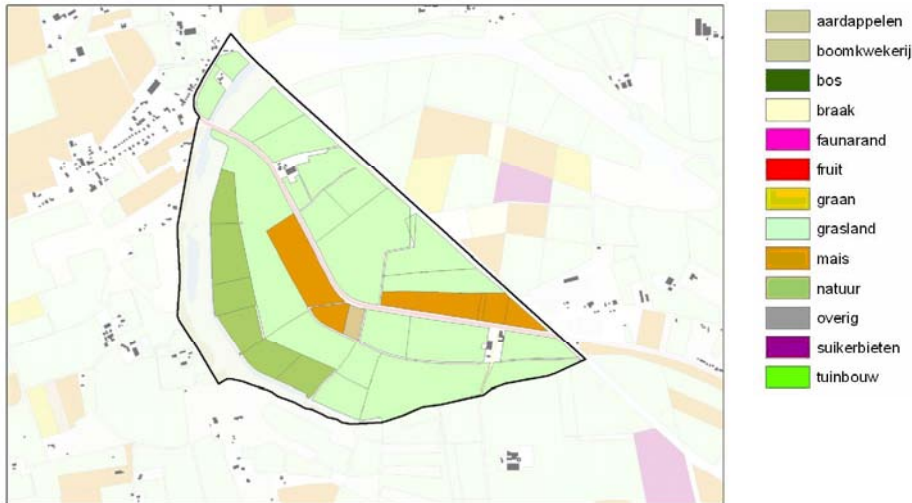 aardappelen
boomkwekerij
bos
braak
faunarand
fruit
graan
grasland
mais
natuur
overig
suikerbieten
tuinbouw